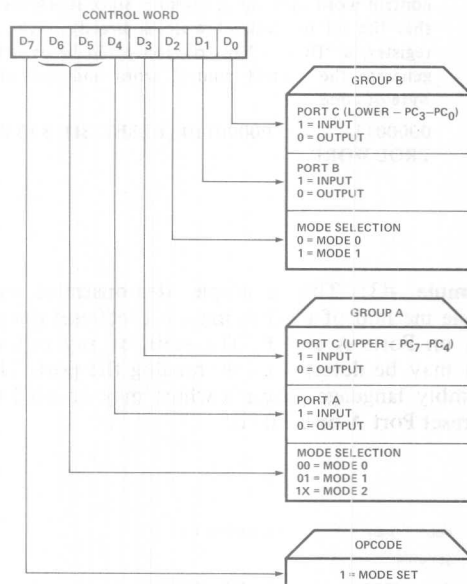 CONTROL WORD
D7 D6 D5 D4 D3 D2 D1 D0
GROUP B
PORT C (LOWER – PC3–PC0)
1 = INPUT
0 = OUTPUT
PORT B
1 = INPUT
0 = OUTPUT
MODE SELECTION
0 = MODE 0
1 = MODE 1
GROUP A
PORT C (UPPER – PC7–PC4)
1 = INPUT
0 = OUTPUT
PORT A
1 = INPUT
0 = OUTPUT
MODE SELECTION
00 = MODE 0
01 = MODE 1
1X = MODE 2
OPCODE
1 = MODE SET